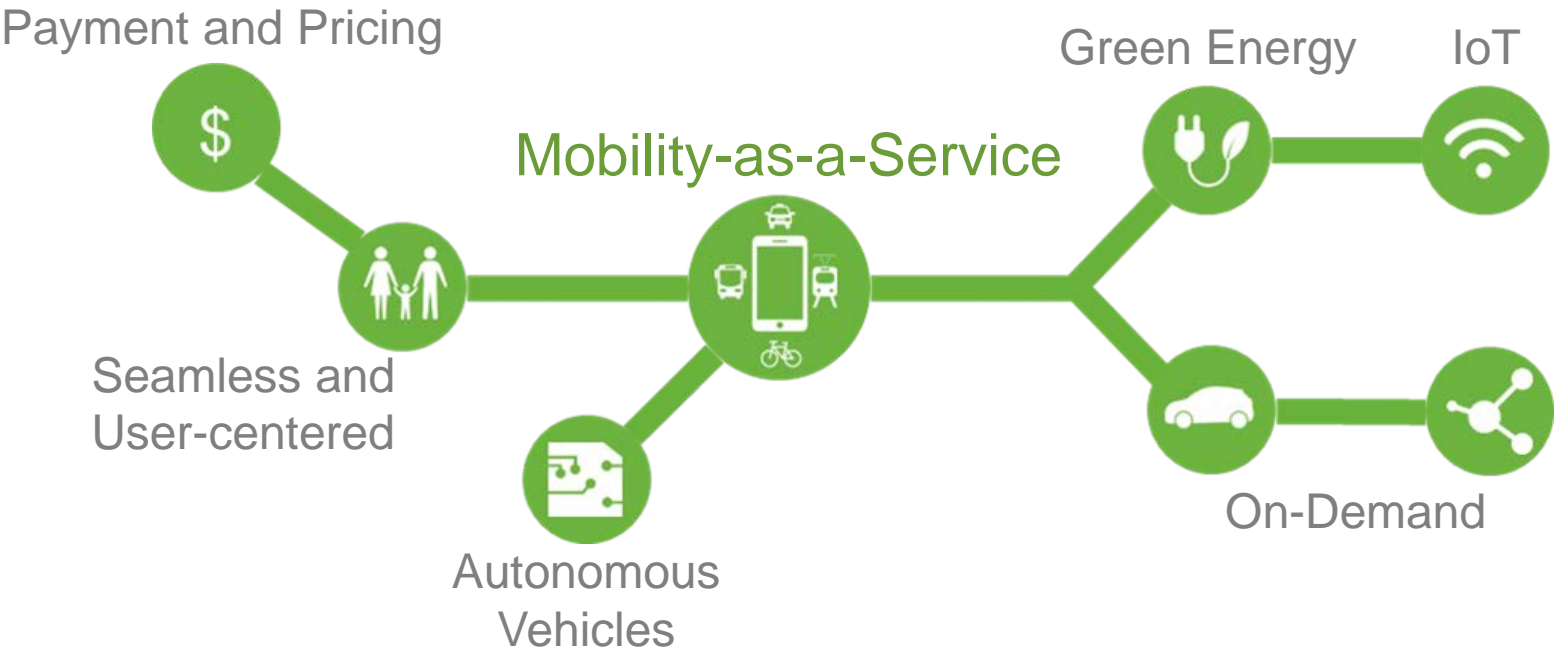 Payment and Pricing
Green Energy
IoT
$
Mobility-as-a-Service
Seamless and
User-centered
On-Demand
Autonomous
Vehicles